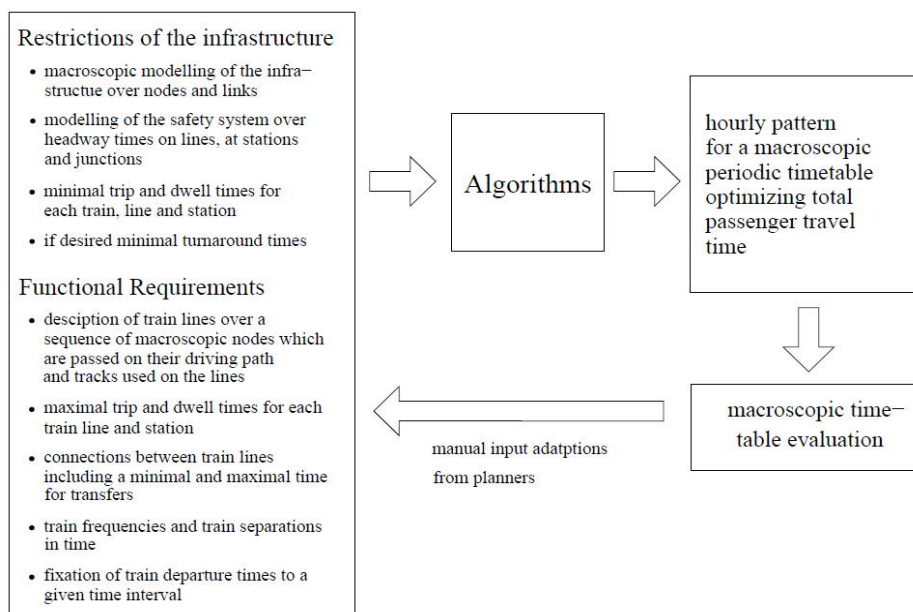 Restrictions of the infrastructure
• macroscopic modelling of the infra−
structue over nodes and links
• modelling of the safety system over
headway times on lines, at stations
and junctions
• minimal trip and dwell times for
each train, line and station
• if desired minimal turnaround times
Functional Requirements
• desciption of train lines over a
sequence of macroscopic nodes which
are passed on their driving path
and tracks used on the lines
• maximal trip and dwell times for each
train line and station
• connections between train lines
including a minimal and maximal time
for transfers
• train frequencies and train separations
in time
• fixation of train departure times to a
given time interval
Algorithms
hourly pattern
for a macroscopic
periodic timetable
optimizing total
passenger travel
time
macroscopic time−
table evaluation
manual input adatptions
from planners